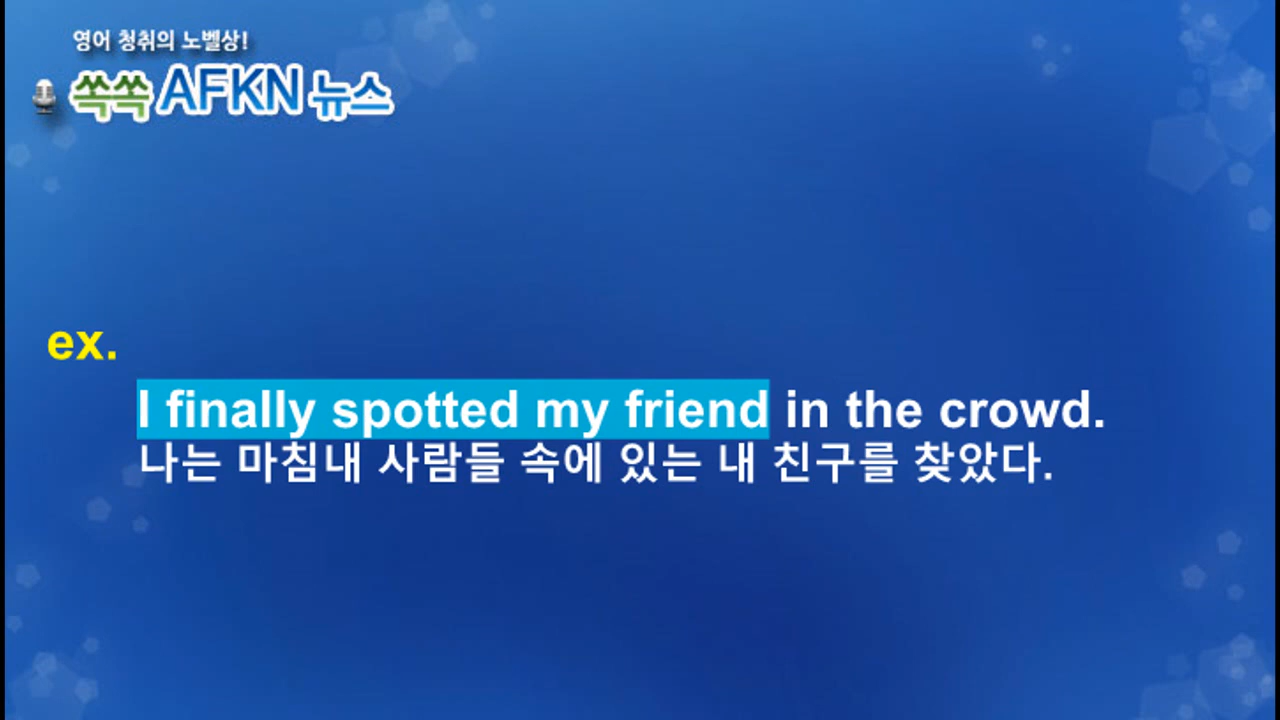 영어 청취의 노벨상!
쏙쏙 AFKN 뉴스
ex.
I finally spotted my friend in the crowd.
나는 마침내 사람들 속에 있는 내 친구를 찾았다.